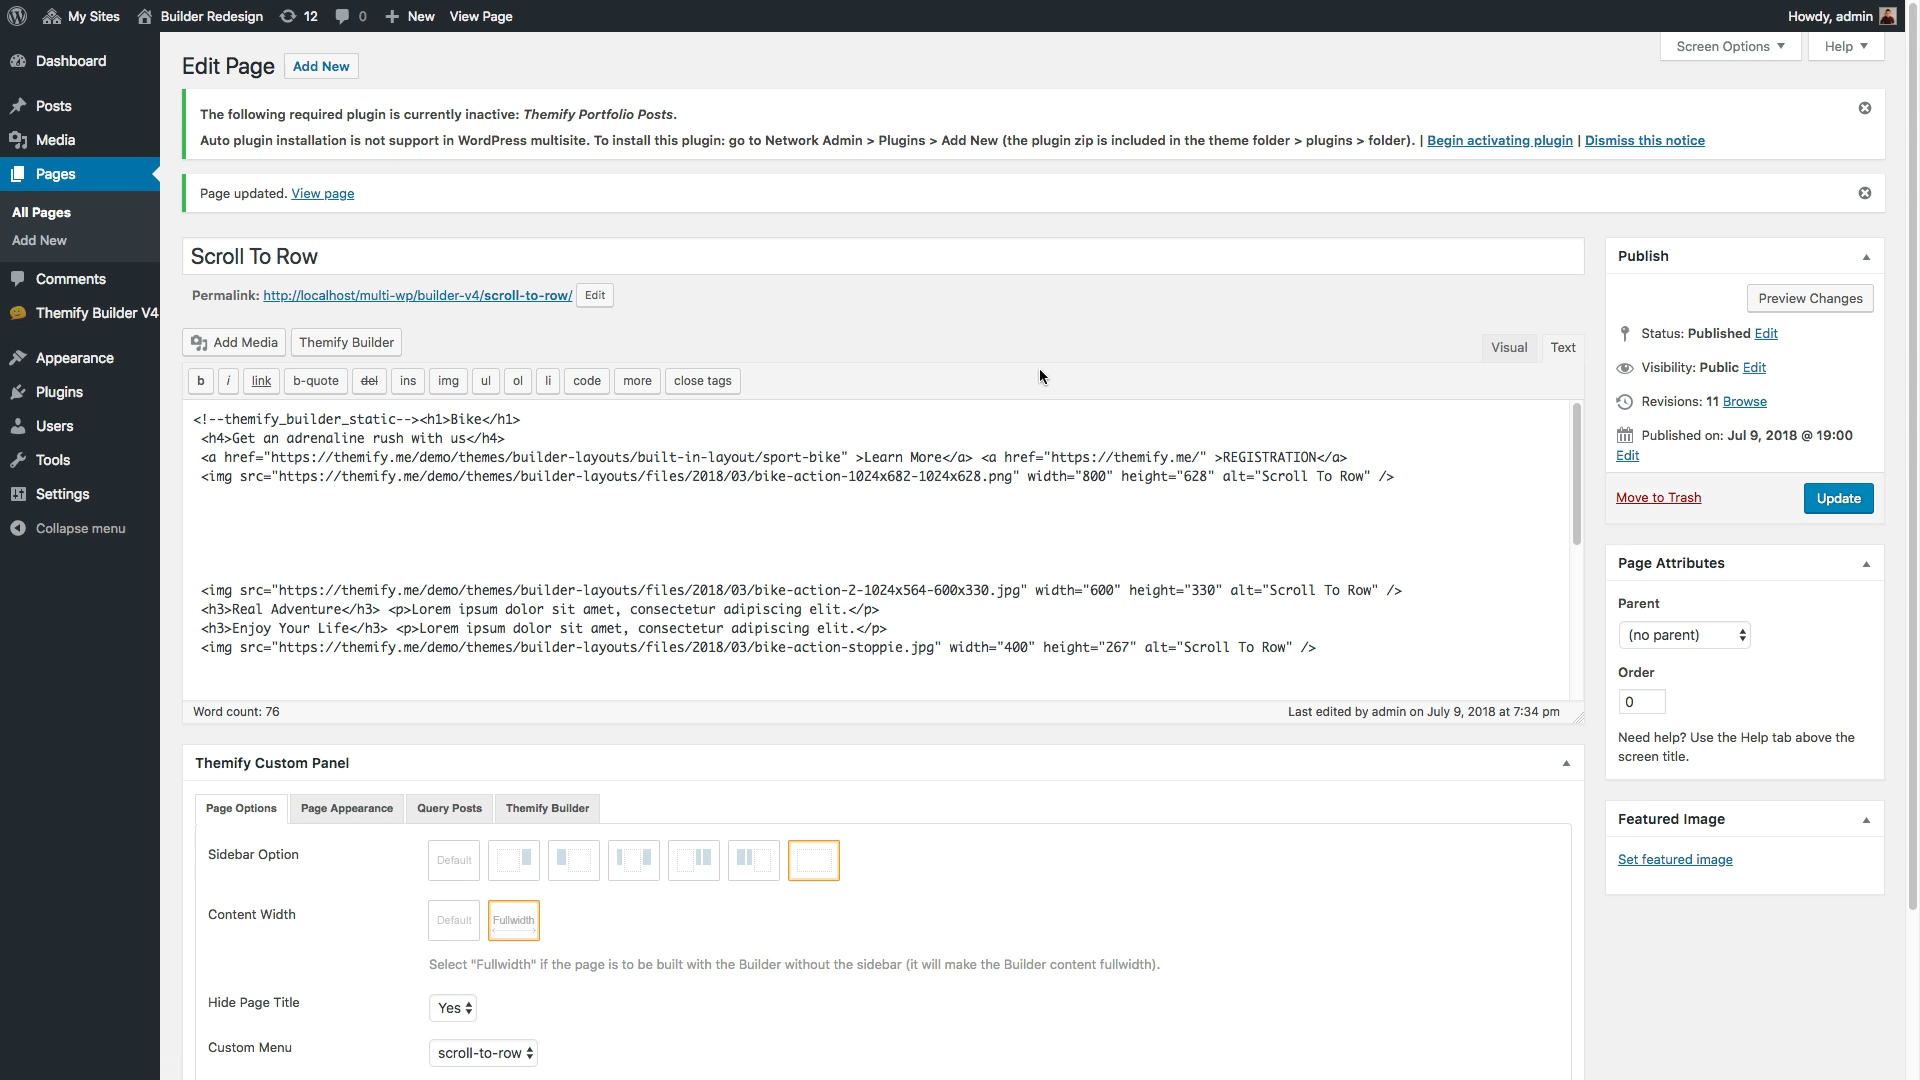 My Sites Builder Redesign 12 0 New View Page Howdy, admin
Screen Options Help
Dashboard
Posts
Media
Pages
All Pages
Add New
Comments
Themify Builder V4
Appearance
Plugins
Users
Tools
Settings
Collapse menu
Edit Page Add New
The following required plugin is currently inactive: Themify Portfolio Posts.
Auto plugin installation is not support in WordPress multisite. To install this plugin: go to Network Admin > Plugins > Add New (the plugin zip is included in the theme folder > plugins > folder). | Begin activating plugin | Dismiss this notice
Page updated. View page
Scroll To Row
Permalink: http://localhost/multi-wp/builder-v4/scroll-to-row/ Edit
Add Media Themify Builder
Visual Text
b i link b-quote del ins img ul ol li code more close tags
<!--themify_builder_static--><h1>Bike</h1>
<h4>Get an adrenaline rush with us</h4>
<a href="https://themify.me/demo/themes/builder-layouts/built-in-layout/sport-bike" >Learn More</a> <a href="https://themify.me/" >REGISTRATION</a>
<img src="https://themify.me/demo/themes/builder-layouts/files/2018/03/bike-action-1024x682-1024x628.png" width="800" height="628" alt="Scroll To Row" />
<img src="https://themify.me/demo/themes/builder-layouts/files/2018/03/bike-action-2-1024x564-600x330.jpg" width="600" height="330" alt="Scroll To Row" />
<h3>Real Adventure</h3> <p>Lorem ipsum dolor sit amet, consectetur adipiscing elit.</p>
<h3>Enjoy Your Life</h3> <p>Lorem ipsum dolor sit amet, consectetur adipiscing elit.</p>
<img src="https://themify.me/demo/themes/builder-layouts/files/2018/03/bike-action-stoppie.jpg" width="400" height="267" alt="Scroll To Row" />
Word count: 76
Last edited by admin on July 9, 2018 at 7:34 pm
Themify Custom Panel
Page Options Page Appearance Query Posts Themify Builder
Sidebar Option
Default
Content Width
Default Fullwidth
Select "Fullwidth" if the page is to be built with the Builder without the sidebar (it will make the Builder content fullwidth).
Hide Page Title
Yes
Custom Menu
scroll-to-row
Publish
Preview Changes
Status: Published Edit
Visibility: Public Edit
Revisions: 11 Browse
Published on: Jul 9, 2018 @ 19:00
Edit
Move to Trash
Update
Page Attributes
Parent
(no parent)
Order
0
Need help? Use the Help tab above the
screen title.
Featured Image
Set featured image